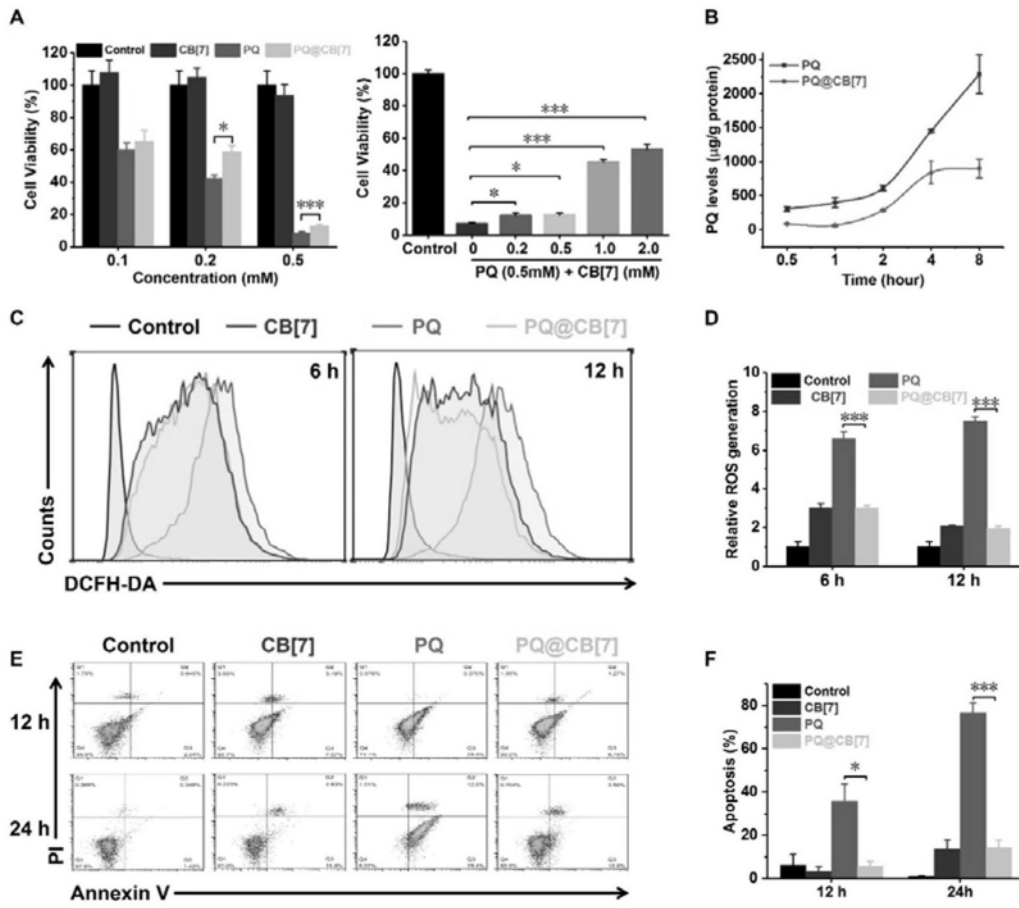 A
Control CB[7] PQ PQ@CB[7]
Cell Viability (%)
120
100
80
60
40
20
0
*
***
0.1 0.2 0.5
Concentration (mM)
Cell Viability (%)
120
100
80
60
40
20
0
***
***
*
*
Control 0 0.2 0.5 1.0 2.0
PQ (0.5mM) + CB[7] (mM)
B
PQ levels (µg/g protein)
2500
2000
1500
1000
500
0
PQ
PQ@CB[7]
0.5 1 2 4 8
Time (hour)
C
Control CB[7] PQ PQ@CB[7]
6 h 12 h
Counts
DCFH-DA
D
Relative ROS generation
10
8
6
4
2
0
Control PQ
CB[7] PQ@CB[7]
*** ***
6 h 12 h
E
Control CB[7] PQ PQ@CB[7]
12 h
24 h
PI
Annexin V
F
Apoptosis (%)
80
60
40
20
0
Control
CB[7]
PQ
PQ@CB[7]
*
***
12 h 24h